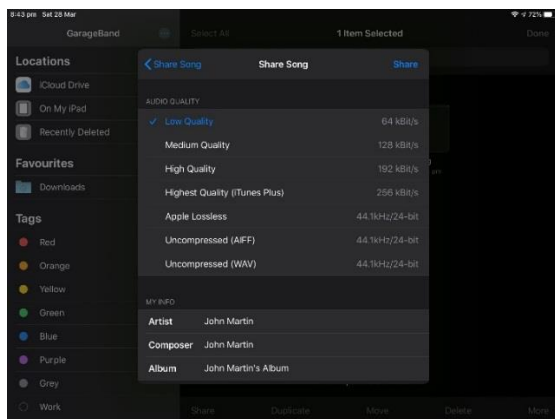 8:43 pm Sat 28 Mar
72%
GarageBand
Select All
1 Item Selected
Done
Locations
iCloud Drive
On My iPad
Recently Deleted
Favourites
Downloads
Tags
Red
Orange
Yellow
Green
Blue
Purple
Grey
Work
Share Song
Share Song
Share
AUDIO QUALITY
Low Quality 64 kBit/s
Medium Quality 128 kBit/s
High Quality 192 kBit/s
Highest Quality (iTunes Plus) 256 kBit/s
Apple Lossless 44.1kHz/24-bit
Uncompressed (AIFF) 44.1kHz/24-bit
Uncompressed (WAV) 44.1kHz/24-bit
MY INFO
Artist John Martin
Composer John Martin
Album John Martin's Album
Share
Duplicate
Move
Delete
More